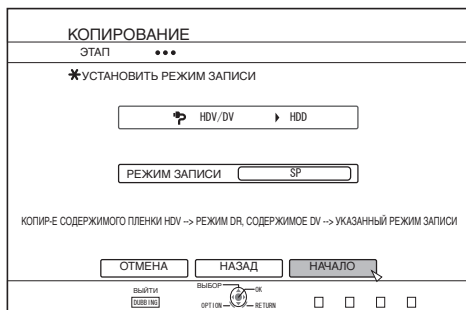 КОПИРОВАНИЕ
ЭТАП
УСТАНОВИТЬ РЕЖИМ ЗАПИСИ
HDV/DV HDD
РЕЖИМ ЗАПИСИ SP
КОПИР-Е СОДЕРЖИМОГО ПЛЕНКИ HDV --> РЕЖИМ DR, СОДЕРЖИМОЕ DV --> УКАЗАННЫЙ РЕЖИМ ЗАПИСИ
ОТМЕНА НАЗАД НАЧАЛО
ВЫЙТИ ВЫБОР OK
DUBBING OPTION RETURN